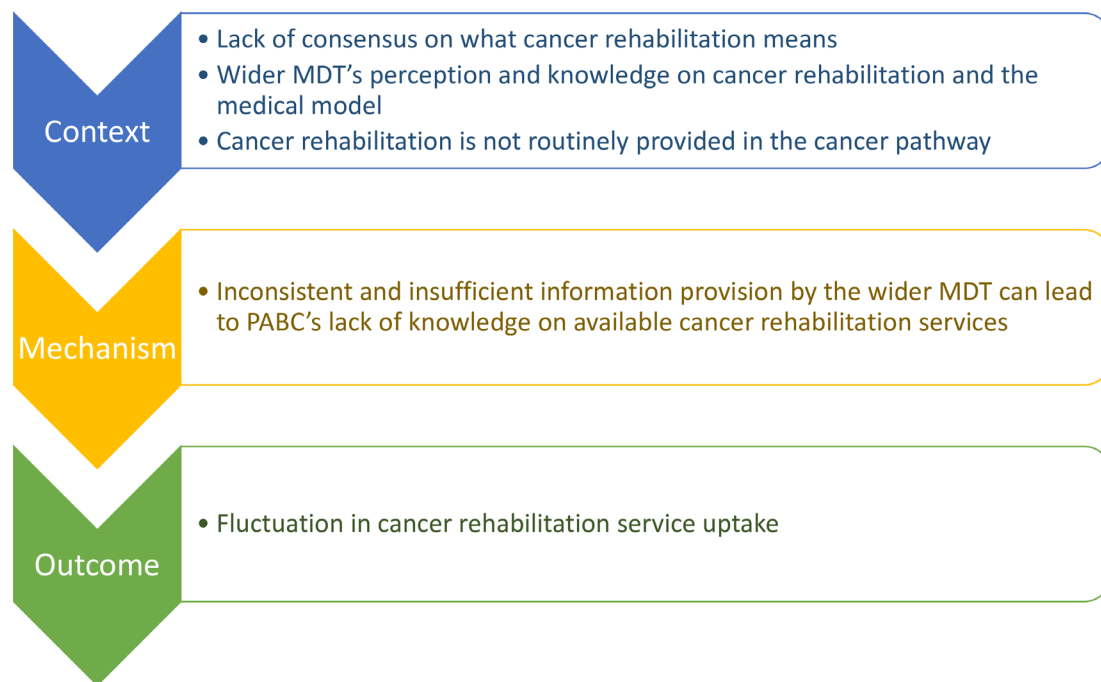 Context
• Lack of consensus on what cancer rehabilitation means
• Wider MDT’s perception and knowledge on cancer rehabilitation and the
medical model
• Cancer rehabilitation is not routinely provided in the cancer pathway
Mechanism
• Inconsistent and insufficient information provision by the wider MDT can lead
to PABC’s lack of knowledge on available cancer rehabilitation services
Outcome
• Fluctuation in cancer rehabilitation service uptake